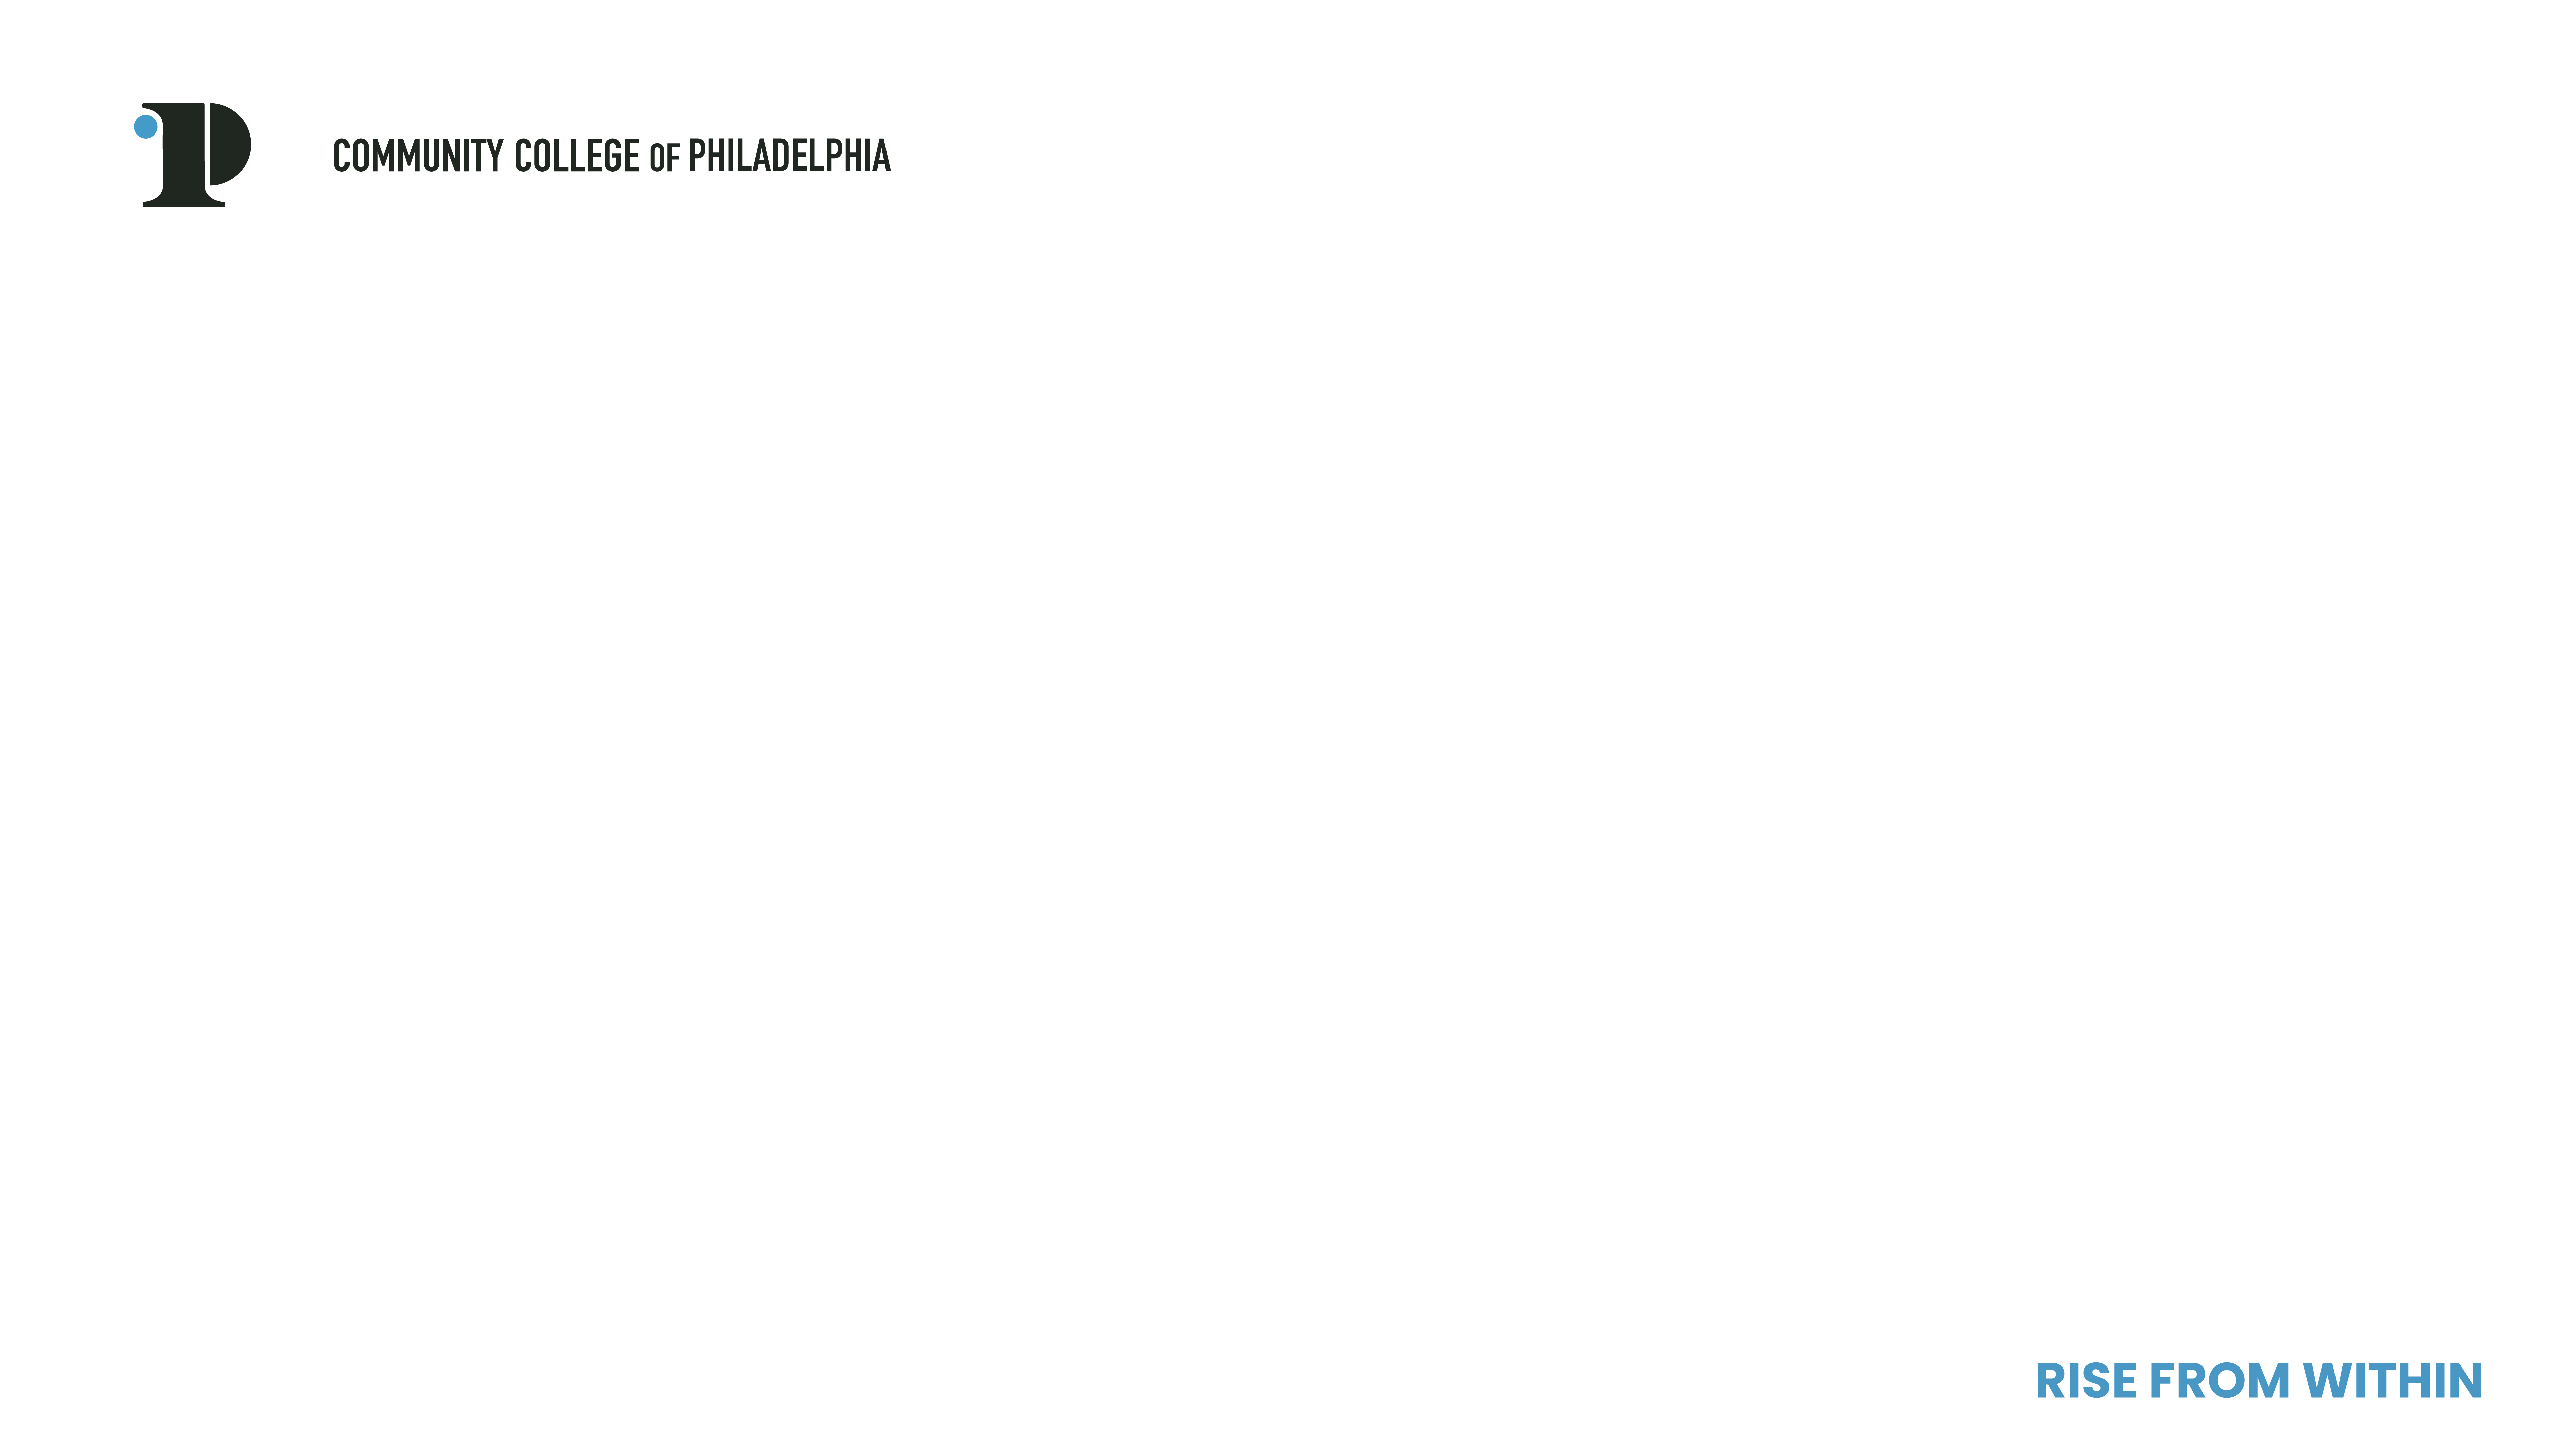 COMMUNITY COLLEGE OF PHILADELPHIA
RISE FROM WITHIN